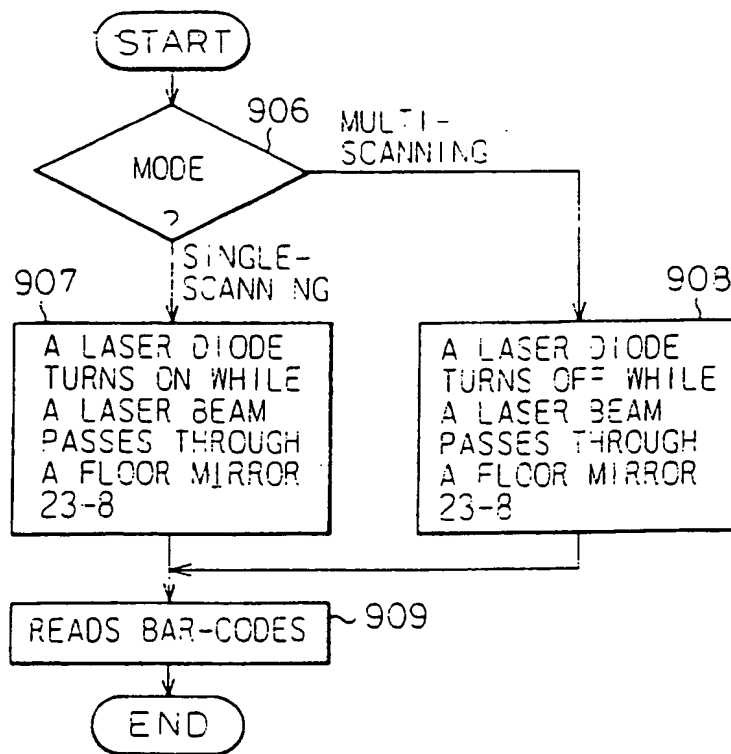 START
906
MODE
?
MULTI-
SCANNING
SINGLE-
SCANNING
907
A LASER DIODE
TURNS ON WHILE
A LASER BEAM
PASSES THROUGH
A FLOOR MIRROR
23-8
908
A LASER DIODE
TURNS OFF WHILE
A LASER BEAM
PASSES THROUGH
A FLOOR MIRROR
23-8
READS BAR-CODES
909
END